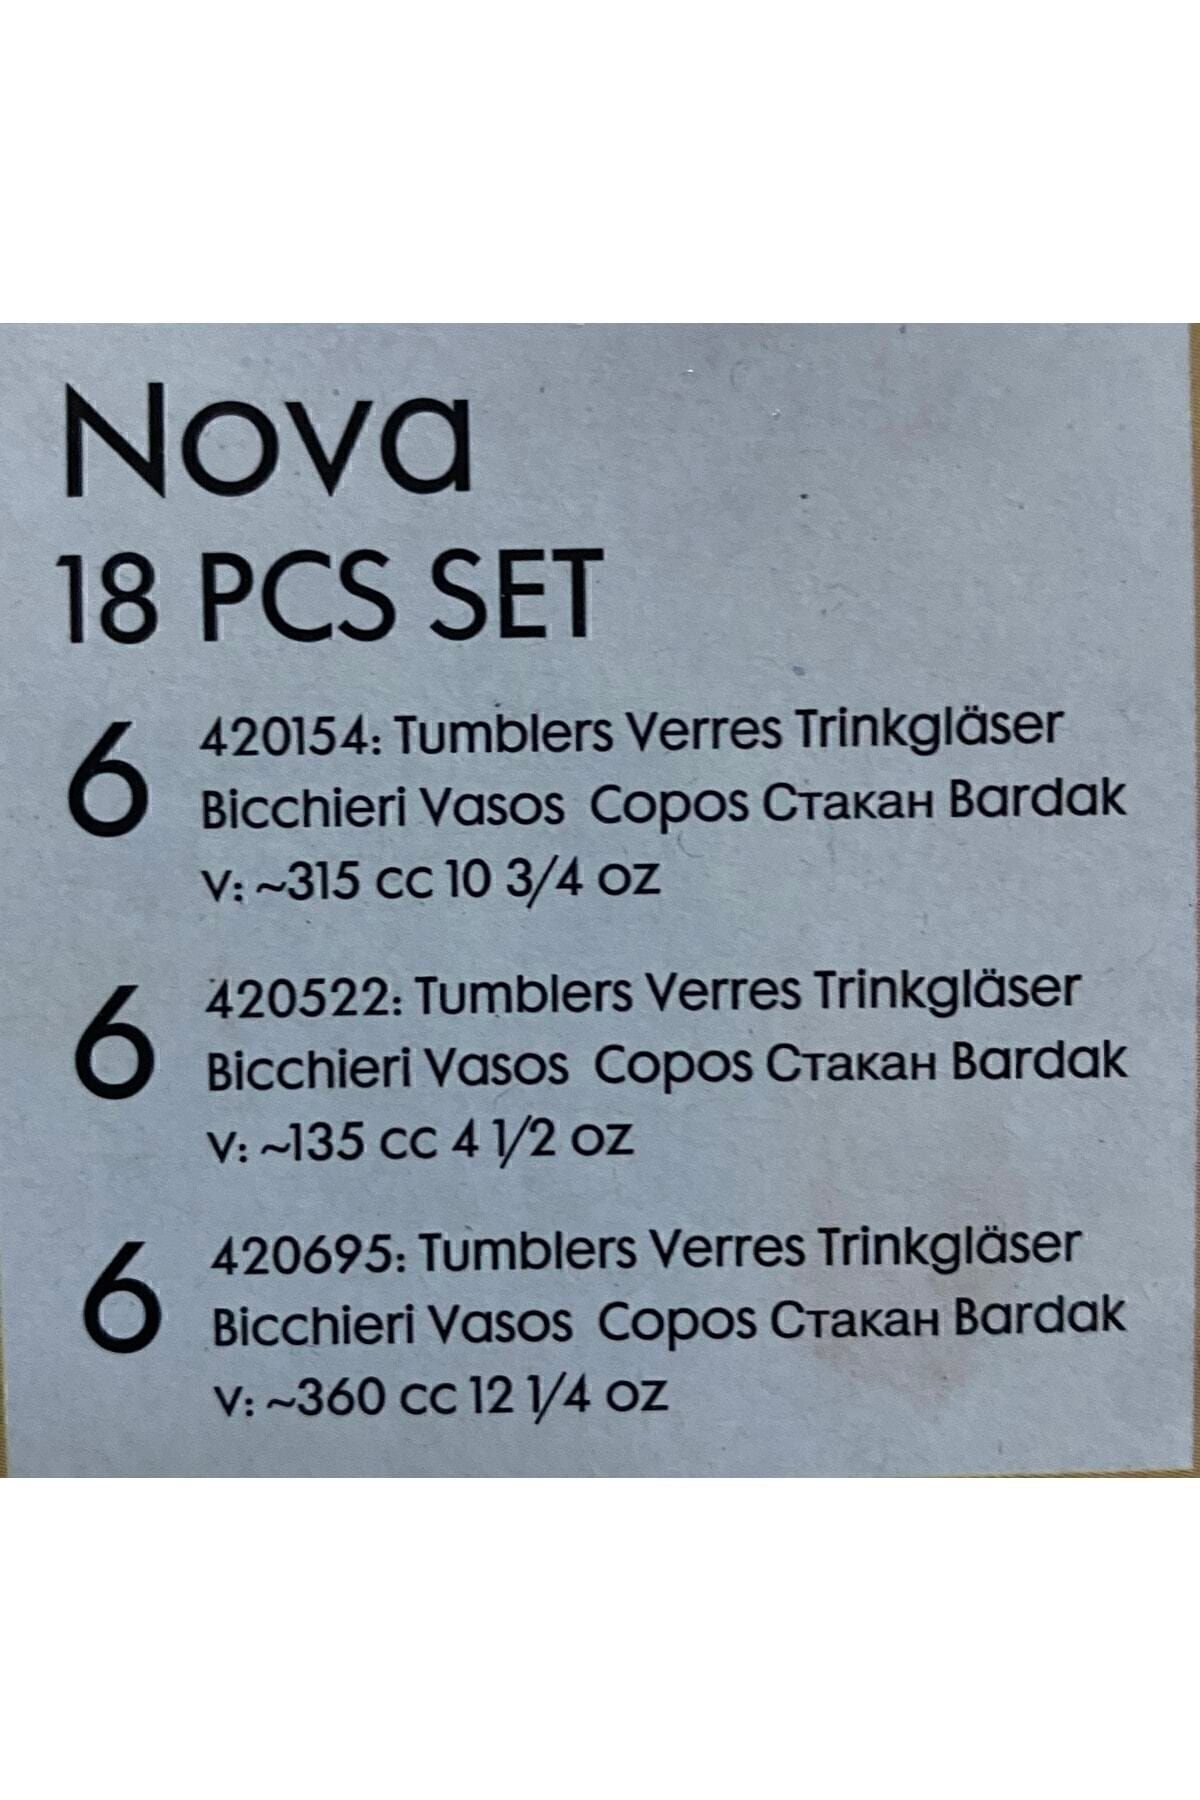 Nova
18 PCS SET
6 420154: Tumblers Verres Trinkgläser
Bicchieri Vasos Copos Стакан Bardak
V: ~315 cc 10 3/4 oz
6 420522: Tumblers Verres Trinkgläser
Bicchieri Vasos Copos Стакан Bardak
V: ~135 cc 4 1/2 oz
6 420695: Tumblers Verres Trinkgläser
Bicchieri Vasos Copos Стакан Bardak
V: ~360 cc 12 1/4 oz